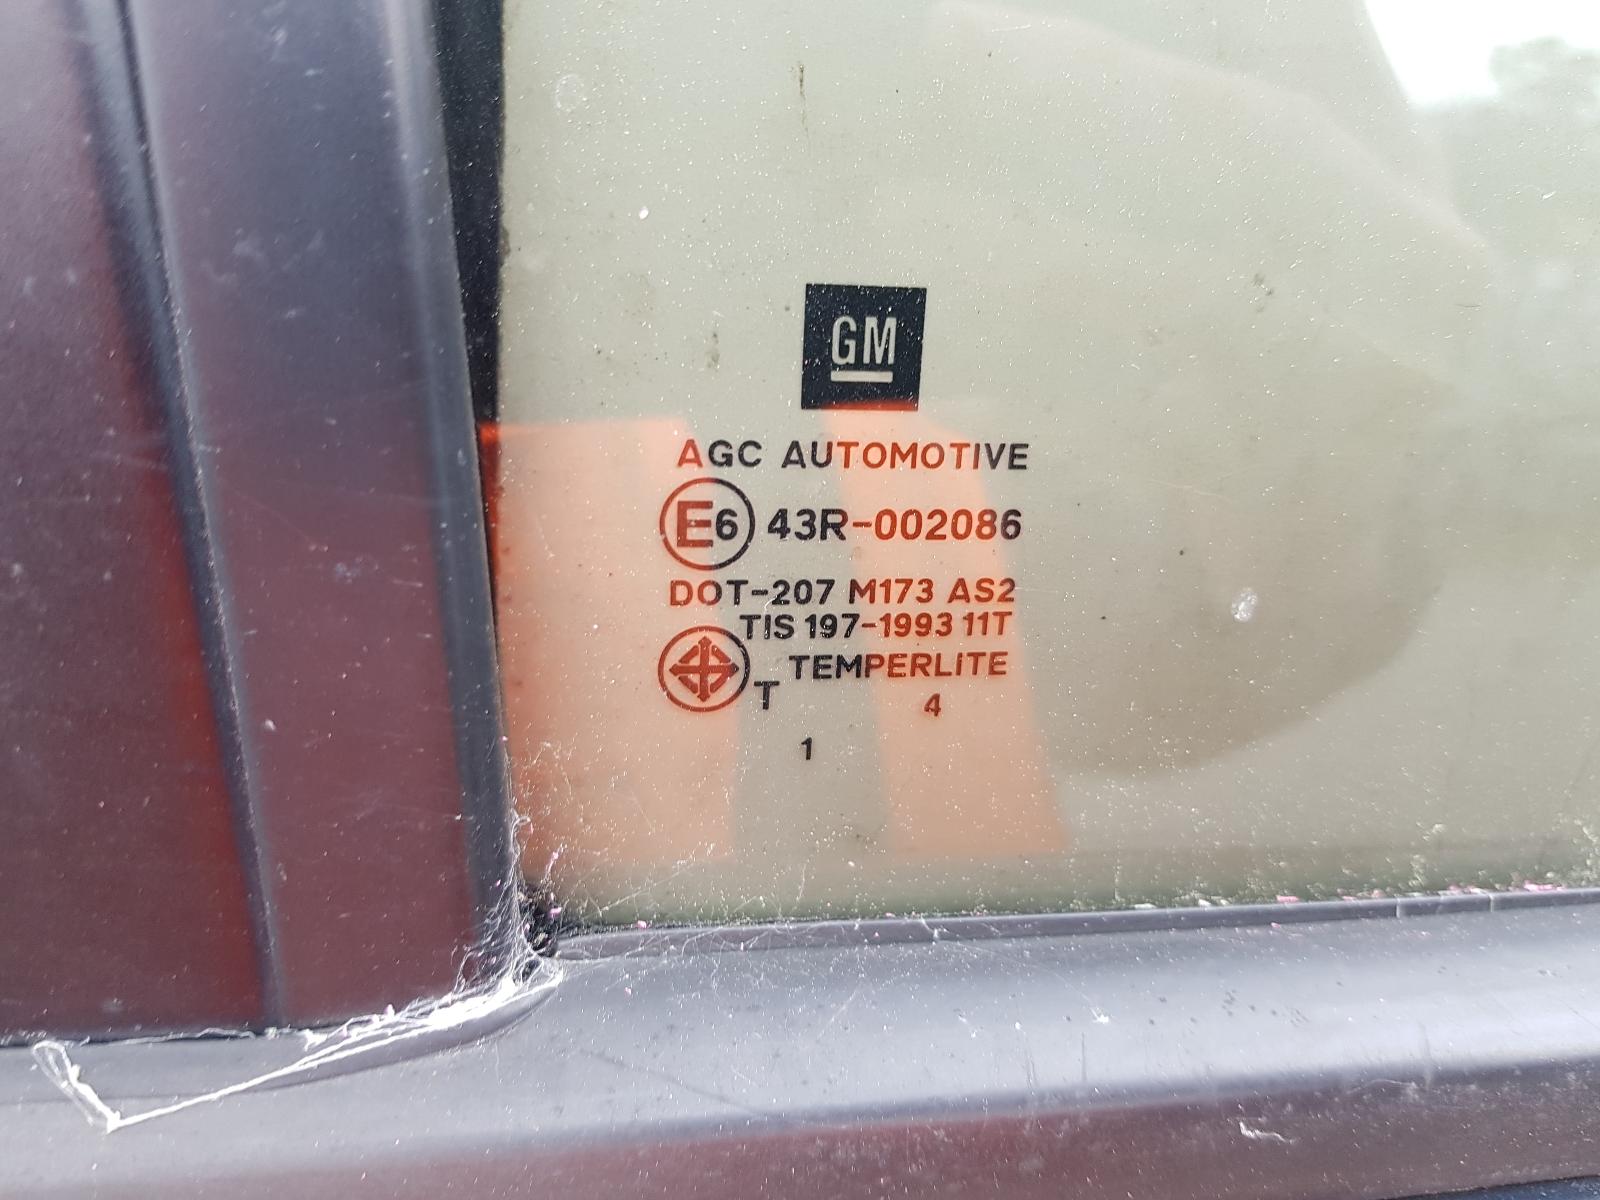 GM
AGC AUTOMOTIVE
E6 43R-002086
DOT-207 M173 AS2
TIS 197-1993 11T
T TEMPERLITE
4
1